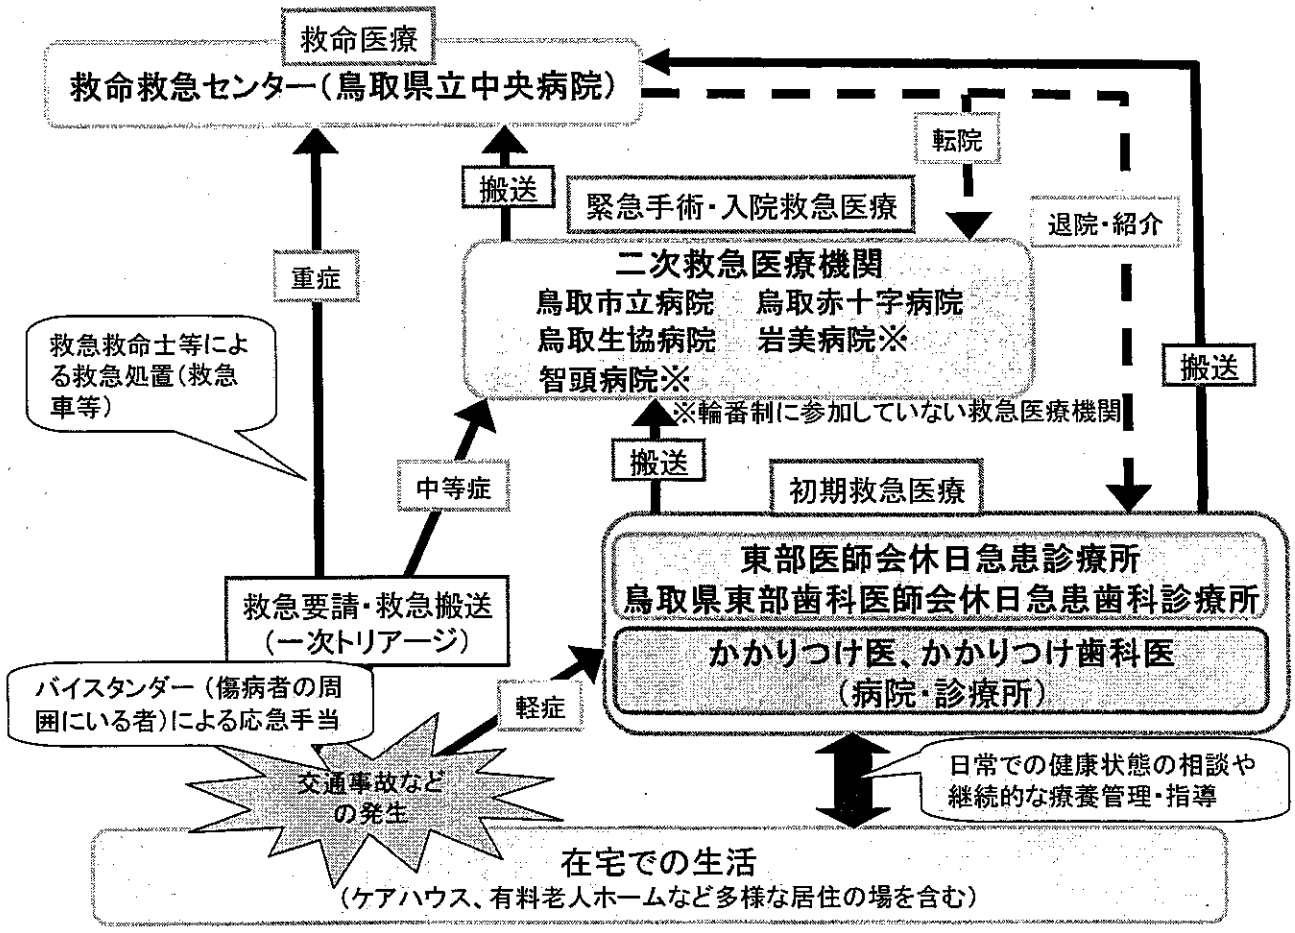 救命医療
救命救急センター(鳥取県立中央病院)
転院
搬送
緊急手術・入院救急医療
退院・紹介
二次救急医療機関
重症
鳥取市立病院　鳥取赤十字病院
鳥取生協病院　岩美病院※
智頭病院※
救急救命士等によ
る救急処置(救急
車等)
搬送
※輪番制に参加していない救急医療機関
搬送
中等症
初期救急医療
東部医師会休日急患診療所
鳥取県東部歯科医師会休日急患歯科診療所
救急要請・救急搬送
(一次トリアージ)
かかりつけ医、かかりつけ歯科医
(病院・診療所)
バイスタンダー(傷病者の周
囲にいる者)による応急手当
軽症
交通事故など
の発生
日常での健康状態の相談や
継続的な療養管理・指導
在宅での生活
(ケアハウス、有料老人ホームなど多様な居住の場を含む)